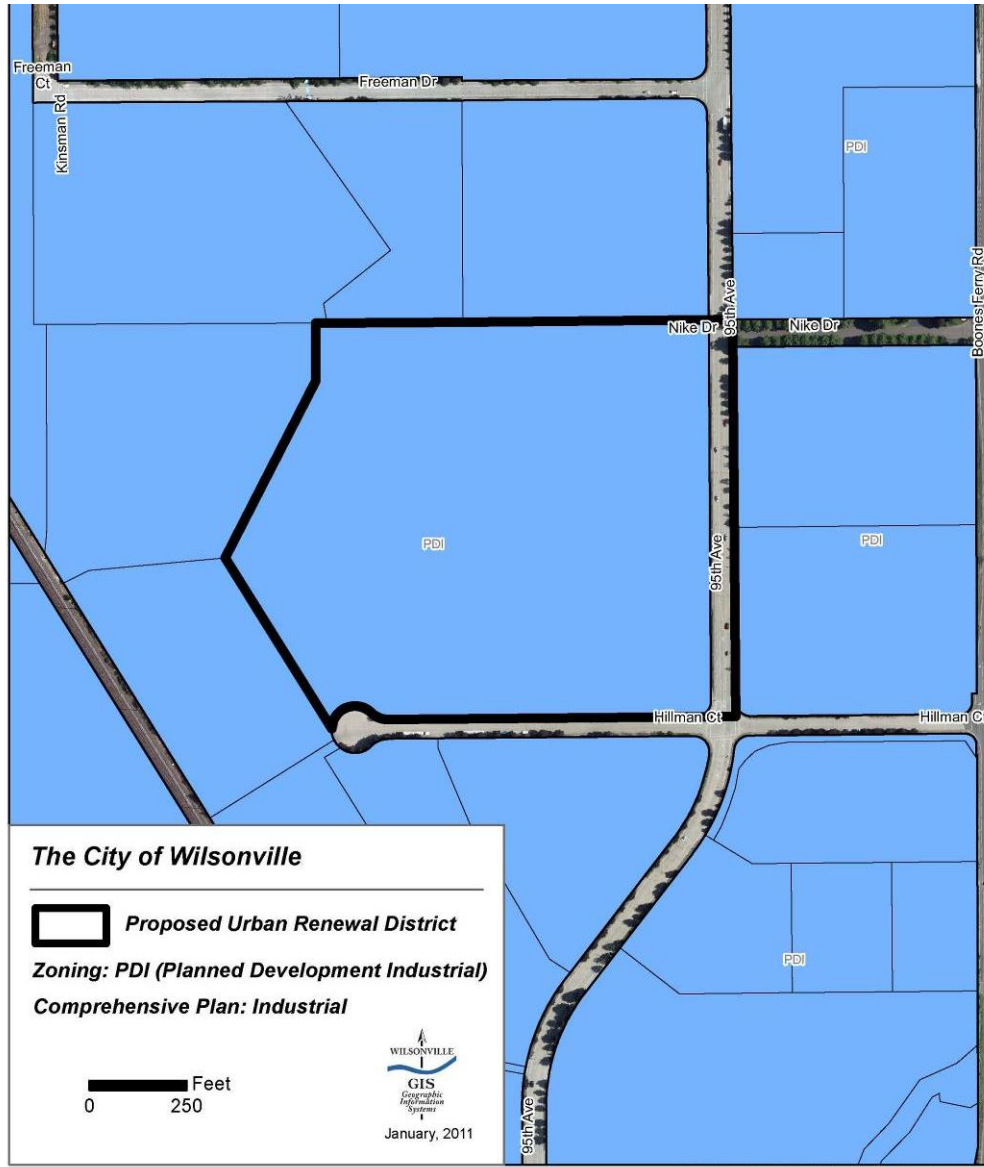 Freeman
Ct
Freeman Dr
Kinsman Rd
PDI
Boones Ferry Rd
95th Ave
Nike Dr
Nike Dr
PDI
95th Ave
PDI
Hillman Ct
Hillman Ct
PDI
95th Ave
The City of Wilsonville
Proposed Urban Renewal District
Zoning: PDI (Planned Development Industrial)
Comprehensive Plan: Industrial
Feet
0 250
WILSONVILLE
GIS
Geographic
Information
Systems
January, 2011